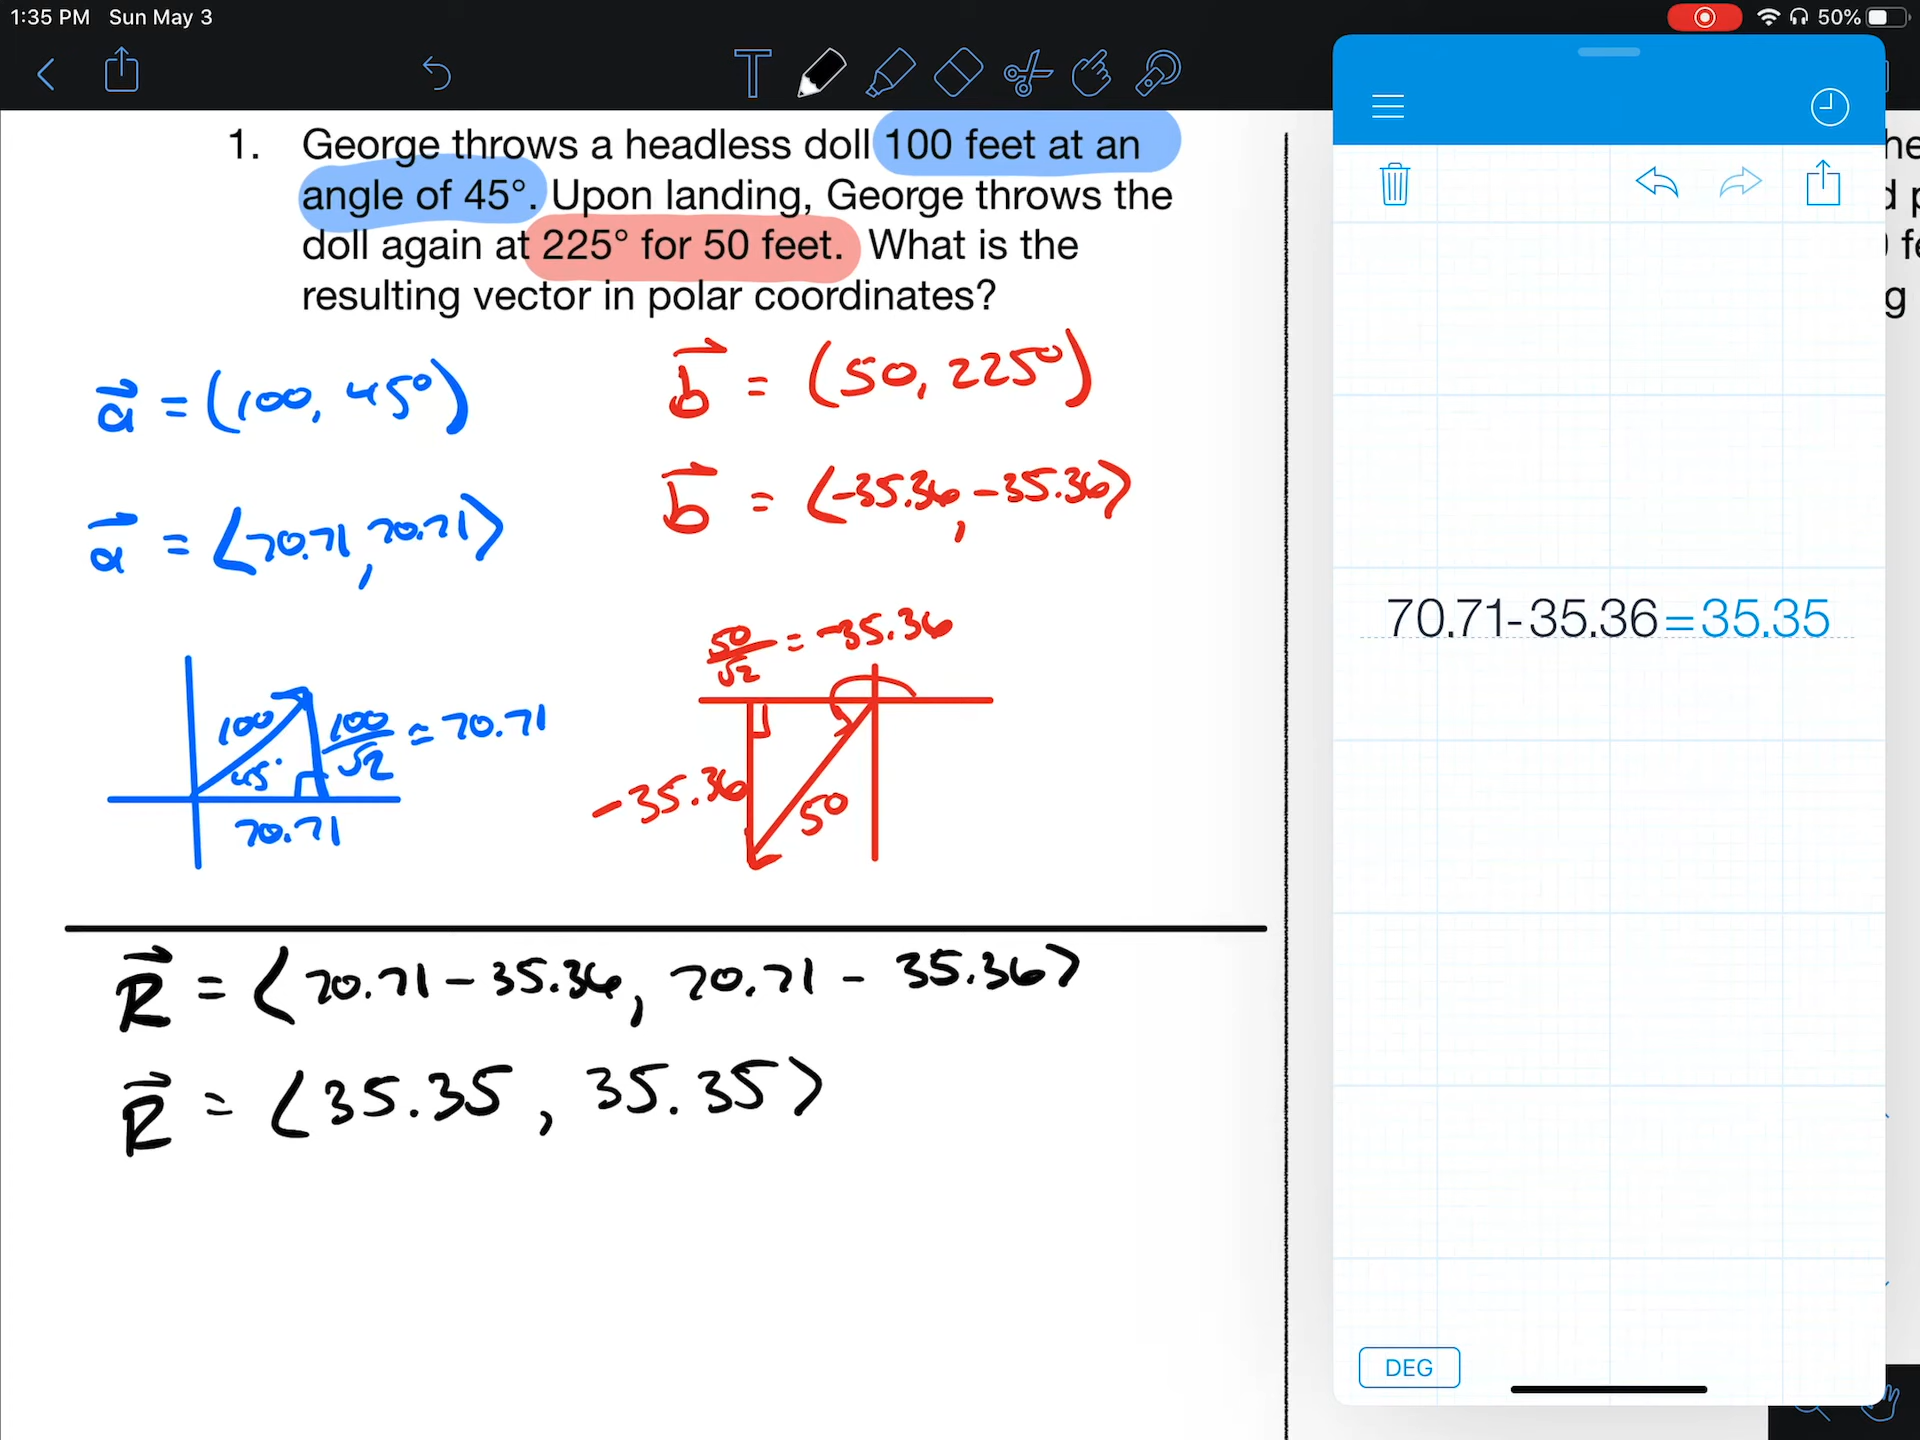 1:35 PM Sun May 3
50%
1. George throws a headless doll 100 feet at an
angle of 45°. Upon landing, George throws the
doll again at 225° for 50 feet. What is the
resulting vector in polar coordinates?
a = (100, 45°)
b = (50, 225°)
a = ⟨70.71, 70.71⟩
b = ⟨-35.36, -35.36⟩
50/√2 = -35.36
100
45°
100/√2 ≈ 70.71
70.71
-35.36
50
R = ⟨70.71 - 35.36, 70.71 - 35.36⟩
R = ⟨35.35, 35.35⟩
70.71-35.36=35.35
DEG